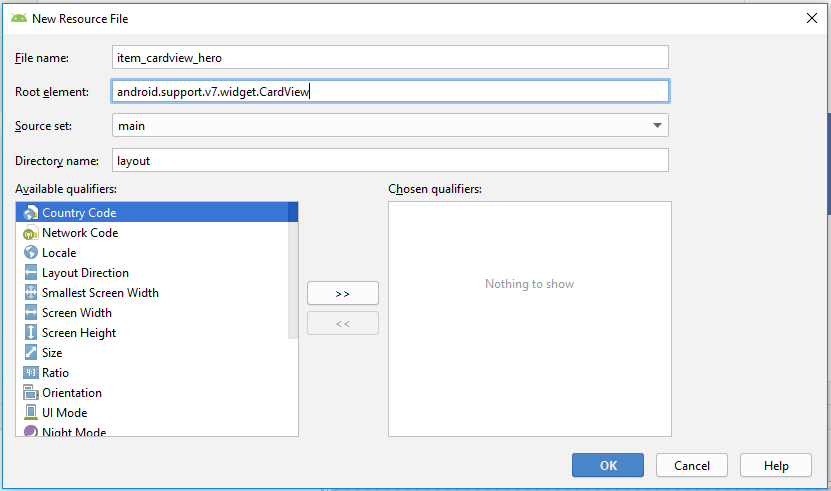 New Resource File
File name: item_cardview_hero
Root element: android.support.v7.widget.CardView
Source set: main
Directory name: layout
Available qualifiers: Chosen qualifiers:
Country Code
Network Code
Locale
Layout Direction
Nothing to show
Smallest Screen Width
>>
Screen Width
<<
Screen Height
Size
Ratio
Orientation
UI Mode
Night Mode
OK Cancel Help